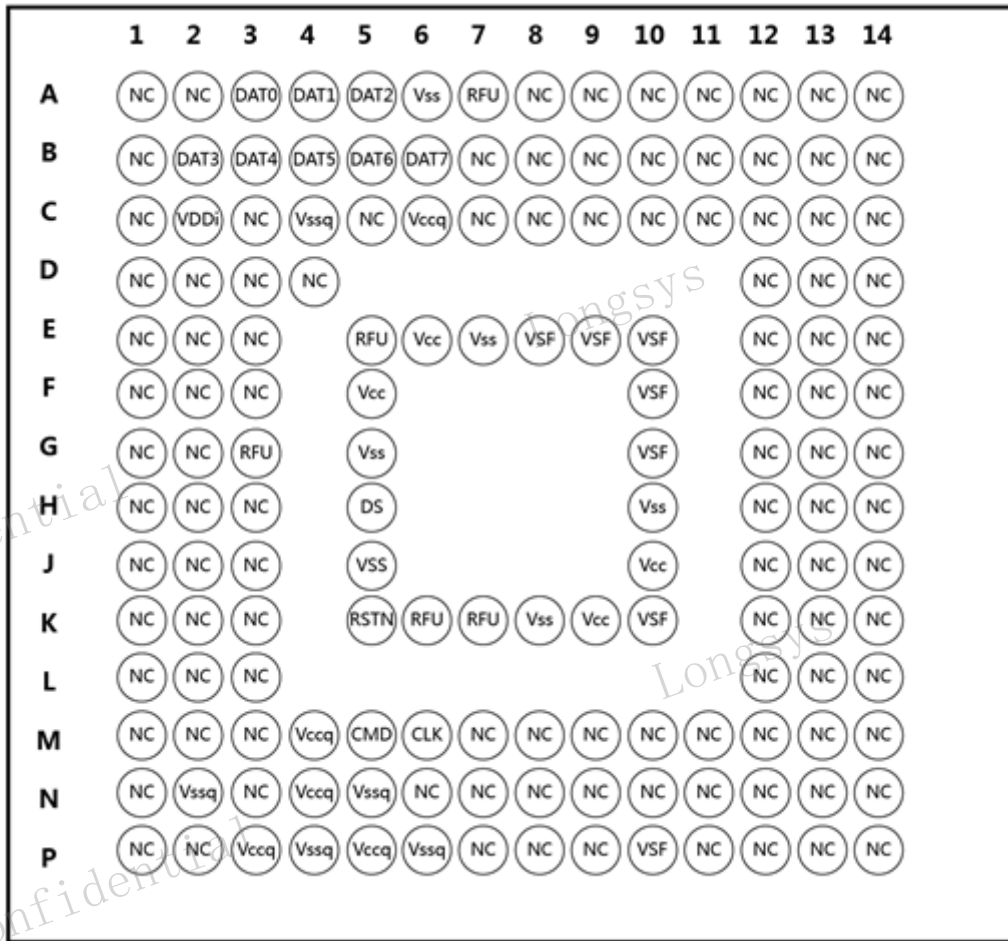 1 2 3 4 5 6 7 8 9 10 11 12 13 14
A NC NC DAT0 DAT1 DAT2 Vss RFU NC NC NC NC NC NC NC
B NC DAT3 DAT4 DAT5 DAT6 DAT7 NC NC NC NC NC NC NC NC
C NC VDDi NC Vssq NC Vccq NC NC NC NC NC NC NC NC
D NC NC NC NC NC NC NC
Longsys
E NC NC NC RFU Vcc Vss VSF VSF VSF NC NC NC
F NC NC NC Vcc VSF NC NC NC
G NC NC RFU Vss VSF NC NC NC
ential
H NC NC NC DS Vss NC NC NC
J NC NC NC VSS Vcc NC NC NC
K NC NC NC RSTN RFU RFU Vss Vcc VSF NC NC NC
Longsys
L NC NC NC NC NC NC
M NC NC NC Vccq CMD CLK NC NC NC NC NC NC NC NC
N NC Vssq NC Vccq Vssq NC NC NC NC NC NC NC NC NC
P NC NC Vccq Vssq Vccq Vssq NC NC NC VSF NC NC NC NC
onfidential